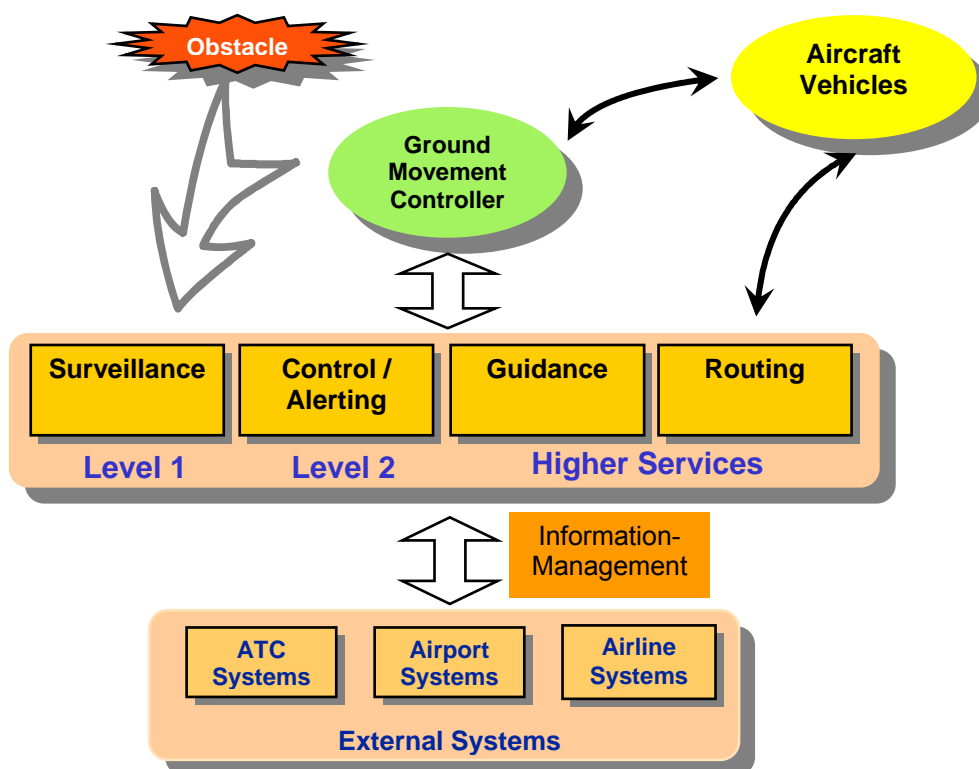 Obstacle
Aircraft
Vehicles
Ground
Movement
Controller
Surveillance
Control /
Alerting
Guidance
Routing
Level 1
Level 2
Higher Services
Information-
Management
ATC
Systems
Airport
Systems
Airline
Systems
External Systems